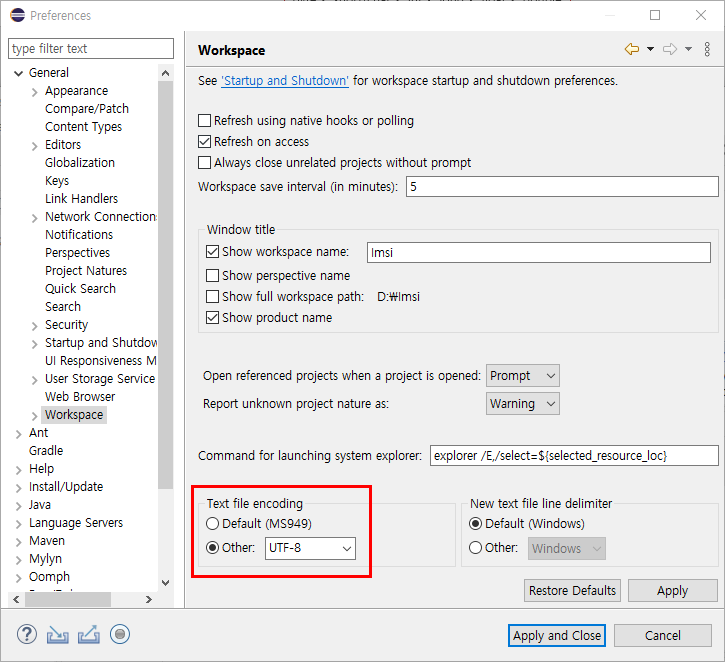 Preferences
type filter text
General
Appearance
Compare/Patch
Content Types
Editors
Globalization
Keys
Link Handlers
Network Connection
Notifications
Perspectives
Project Natures
Quick Search
Search
Security
Startup and Shutdow
UI Responsiveness M
User Storage Service
Web Browser
Workspace
Ant
Gradle
Help
Install/Update
Java
Language Servers
Maven
Mylyn
Oomph
Workspace
See 'Startup and Shutdown' for workspace startup and shutdown preferences.
Refresh using native hooks or polling
Refresh on access
Always close unrelated projects without prompt
Workspace save interval (in minutes): 5
Window title
Show workspace name: Imsi
Show perspective name
Show full workspace path: D:₩Imsi
Show product name
Open referenced projects when a project is opened: Prompt
Report unknown project nature as: Warning
Command for launching system explorer: explorer /E,/select=${selected_resource_loc}
Text file encoding
Default (MS949)
Other: UTF-8
New text file line delimiter
Default (Windows)
Other: Windows
Restore Defaults Apply
? Apply and Close Cancel